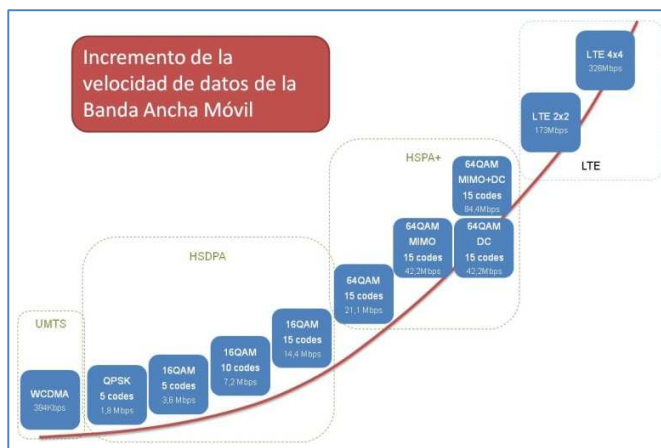 Incremento de la
velocidad de datos de la
Banda Ancha Móvil
UMTS
WCDMA
384Kbps
HSDPA
QPSK
5 codes
1,8 Mbps
16QAM
5 codes
3,6 Mbps
16QAM
10 codes
7,2 Mbps
16QAM
15 codes
14,4 Mbps
HSPA+
64QAM
15 codes
21,1 Mbps
64QAM
MIMO
15 codes
42,2Mbps
64QAM
MIMO+DC
15 codes
84,4Mbps
64QAM
DC
15 codes
42,2Mbps
LTE
LTE 2x2
173Mbps
LTE 4x4
326Mbps